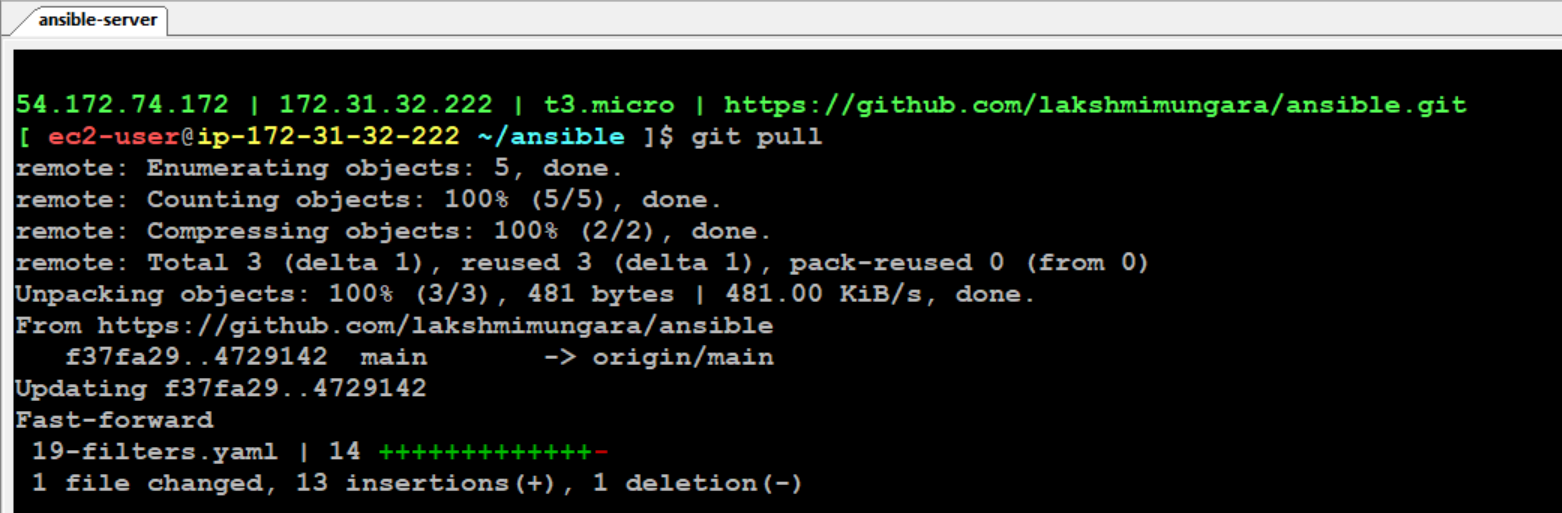 ansible-server
54.172.74.172 | 172.31.32.222 | t3.micro | https://github.com/lakshmimungara/ansible.git
[ ec2-user@ip-172-31-32-222 ~/ansible ]$ git pull
remote: Enumerating objects: 5, done.
remote: Counting objects: 100% (5/5), done.
remote: Compressing objects: 100% (2/2), done.
remote: Total 3 (delta 1), reused 3 (delta 1), pack-reused 0 (from 0)
Unpacking objects: 100% (3/3), 481 bytes | 481.00 KiB/s, done.
From https://github.com/lakshmimungara/ansible
   f37fa29..4729142  main       -> origin/main
Updating f37fa29..4729142
Fast-forward
 19-filters.yaml | 14 +++++++++++++-
 1 file changed, 13 insertions(+), 1 deletion(-)